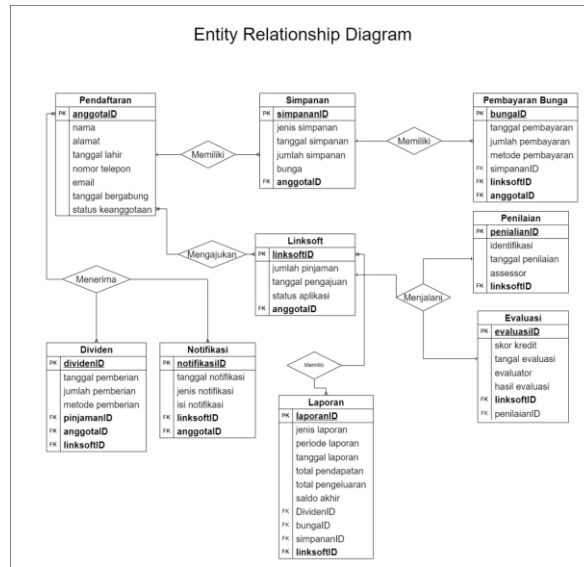 Entity Relationship Diagram
Pendaftaran
PK anggotaID
nama
alamat
tanggal lahir
nomor telepon
email
tanggal bergabung
status keanggotaan
Memiliki
Simpanan
PK simpananID
jenis simpanan
tanggal simpanan
jumlah simpanan
bunga
FK anggotaID
Memiliki
Pembayaran Bunga
PK bungaID
tanggal pembayaran
jumlah pembayaran
metode pembayaran
FK simpananID
FK linksoftID
FK anggotaID
Mengajukan
Linksoft
PK linksoftID
jumlah pinjaman
tanggal pengajuan
status aplikasi
FK anggotaID
Menjalani
Penilaian
PK penialianID
identifikasi
tanggal penilaian
assessor
FK linksoftID
Evaluasi
PK evaluasiID
skor kredit
tangal evaluasi
evaluator
hasil evaluasi
FK linksoftID
FK penilaianID
Menerima
Dividen
PK dividenID
tanggal pemberian
jumlah pemberian
metode pemberian
FK pinjamanID
FK anggotaID
FK linksoftID
Notifikasi
PK notifikasiID
tanggal notifikasi
jenis notifikasi
isi notifikasi
FK linksoftID
FK anggotaID
Memiliki
Laporan
PK laporanID
jenis laporan
periode laporan
tanggal laporan
total pendapatan
total pengeluaran
saldo akhir
FK DividenID
FK bungaID
FK simpananID
FK linksoftID